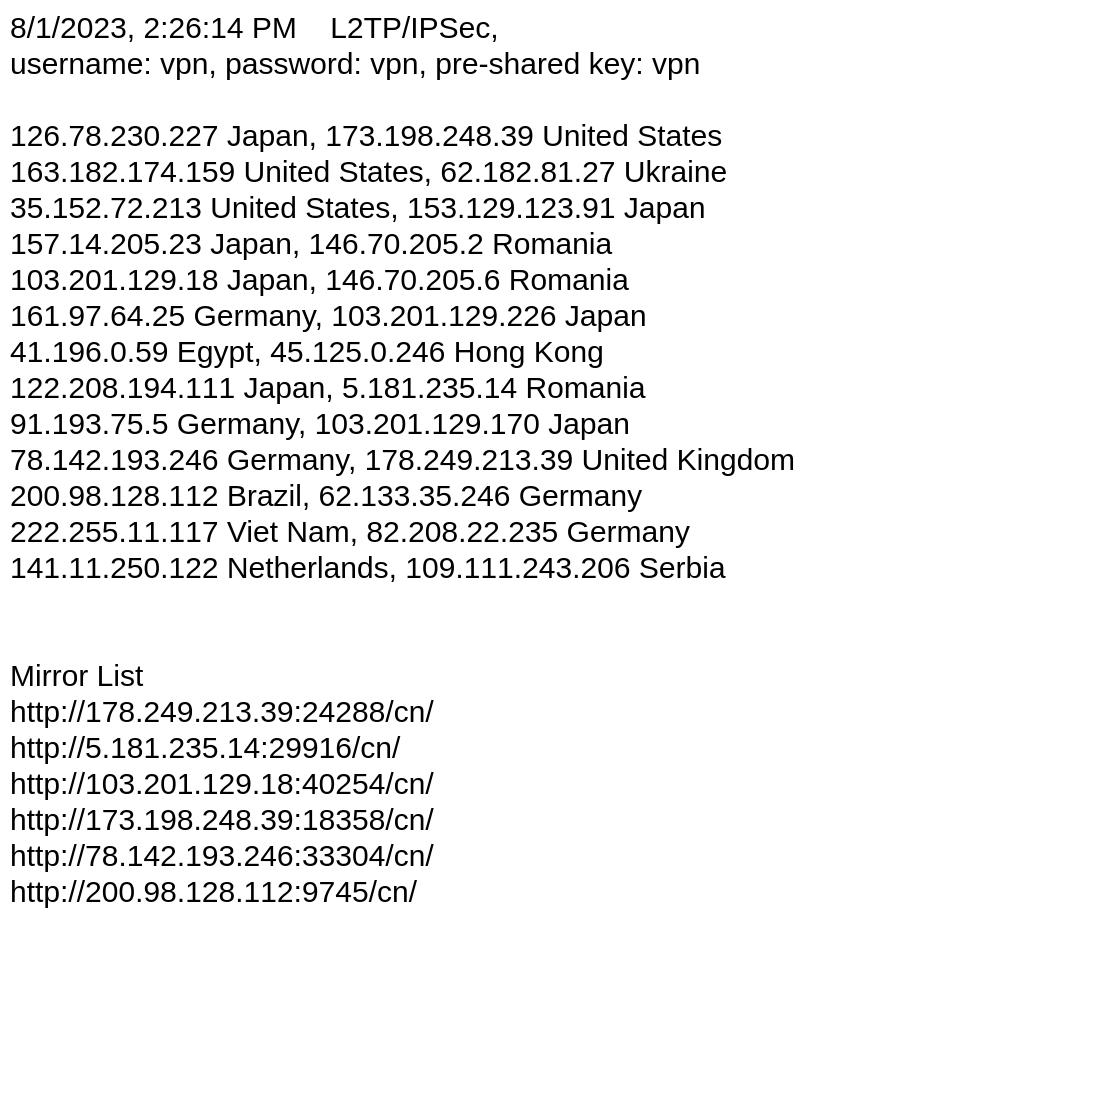 8/1/2023, 2:26:14 PM    L2TP/IPSec,
username: vpn, password: vpn, pre-shared key: vpn
126.78.230.227 Japan, 173.198.248.39 United States
163.182.174.159 United States, 62.182.81.27 Ukraine
35.152.72.213 United States, 153.129.123.91 Japan
157.14.205.23 Japan, 146.70.205.2 Romania
103.201.129.18 Japan, 146.70.205.6 Romania
161.97.64.25 Germany, 103.201.129.226 Japan
41.196.0.59 Egypt, 45.125.0.246 Hong Kong
122.208.194.111 Japan, 5.181.235.14 Romania
91.193.75.5 Germany, 103.201.129.170 Japan
78.142.193.246 Germany, 178.249.213.39 United Kingdom
200.98.128.112 Brazil, 62.133.35.246 Germany
222.255.11.117 Viet Nam, 82.208.22.235 Germany
141.11.250.122 Netherlands, 109.111.243.206 Serbia
Mirror List
http://178.249.213.39:24288/cn/
http://5.181.235.14:29916/cn/
http://103.201.129.18:40254/cn/
http://173.198.248.39:18358/cn/
http://78.142.193.246:33304/cn/
http://200.98.128.112:9745/cn/